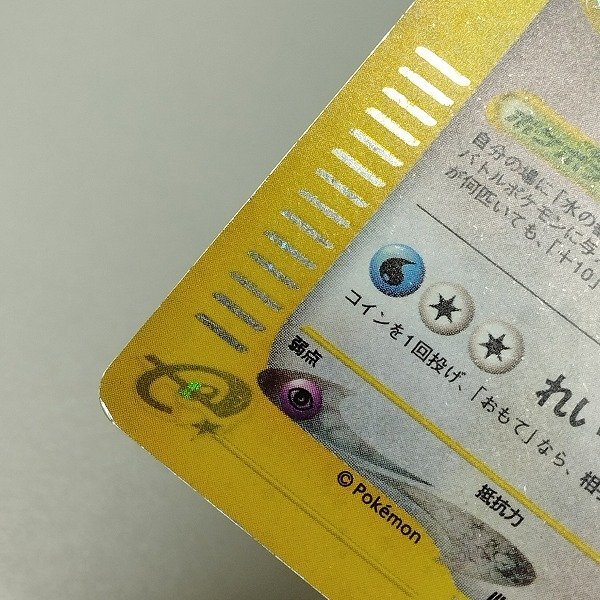 自分の場に「水の
バトルポケモンに与
が何匹いても、「+10」
れい
コインを1回投げ、「おもて」なら、相
弱点
抵抗力
© Pokémon